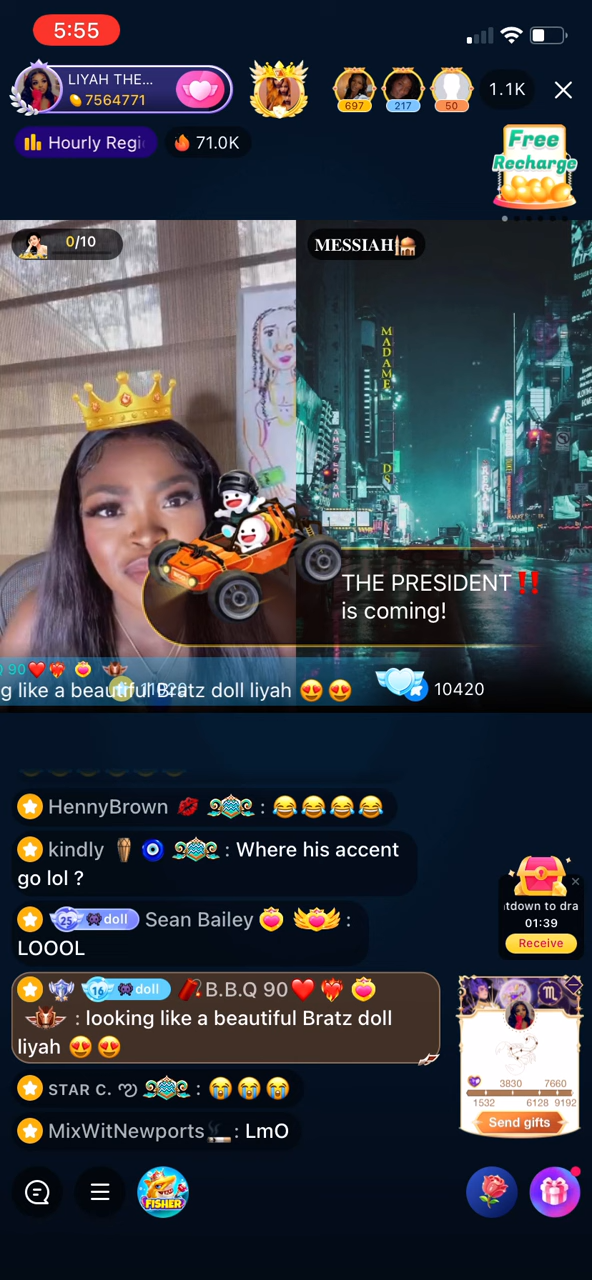 5:55
LIYAH THE...
7564771
697
217
50
1.1K
Hourly Regi
71.0K
Free
Recharge
0/10
MESSIAH
MADAME
DS
THE PRESIDENT‼️
is coming!
90❤️❤️‍🔥
g like a beautiful Bratz doll liyah 😍 😍
10420
HennyBrown 💋 : 😂😂😂😂
kindly 🧿 : Where his accent
go lol ?
25 doll Sean Bailey :
LOOOL
1 16 doll 🧨B.B.Q 90❤️❤️‍🔥
: looking like a beautiful Bratz doll
liyah 😍 😍
STAR C. ఌ : 😭😭😭
MixWitNewports🚬: LmO
tdown to dra
01:39
Receive
3830 7660
1532 6128 9192
Send gifts
FISHER